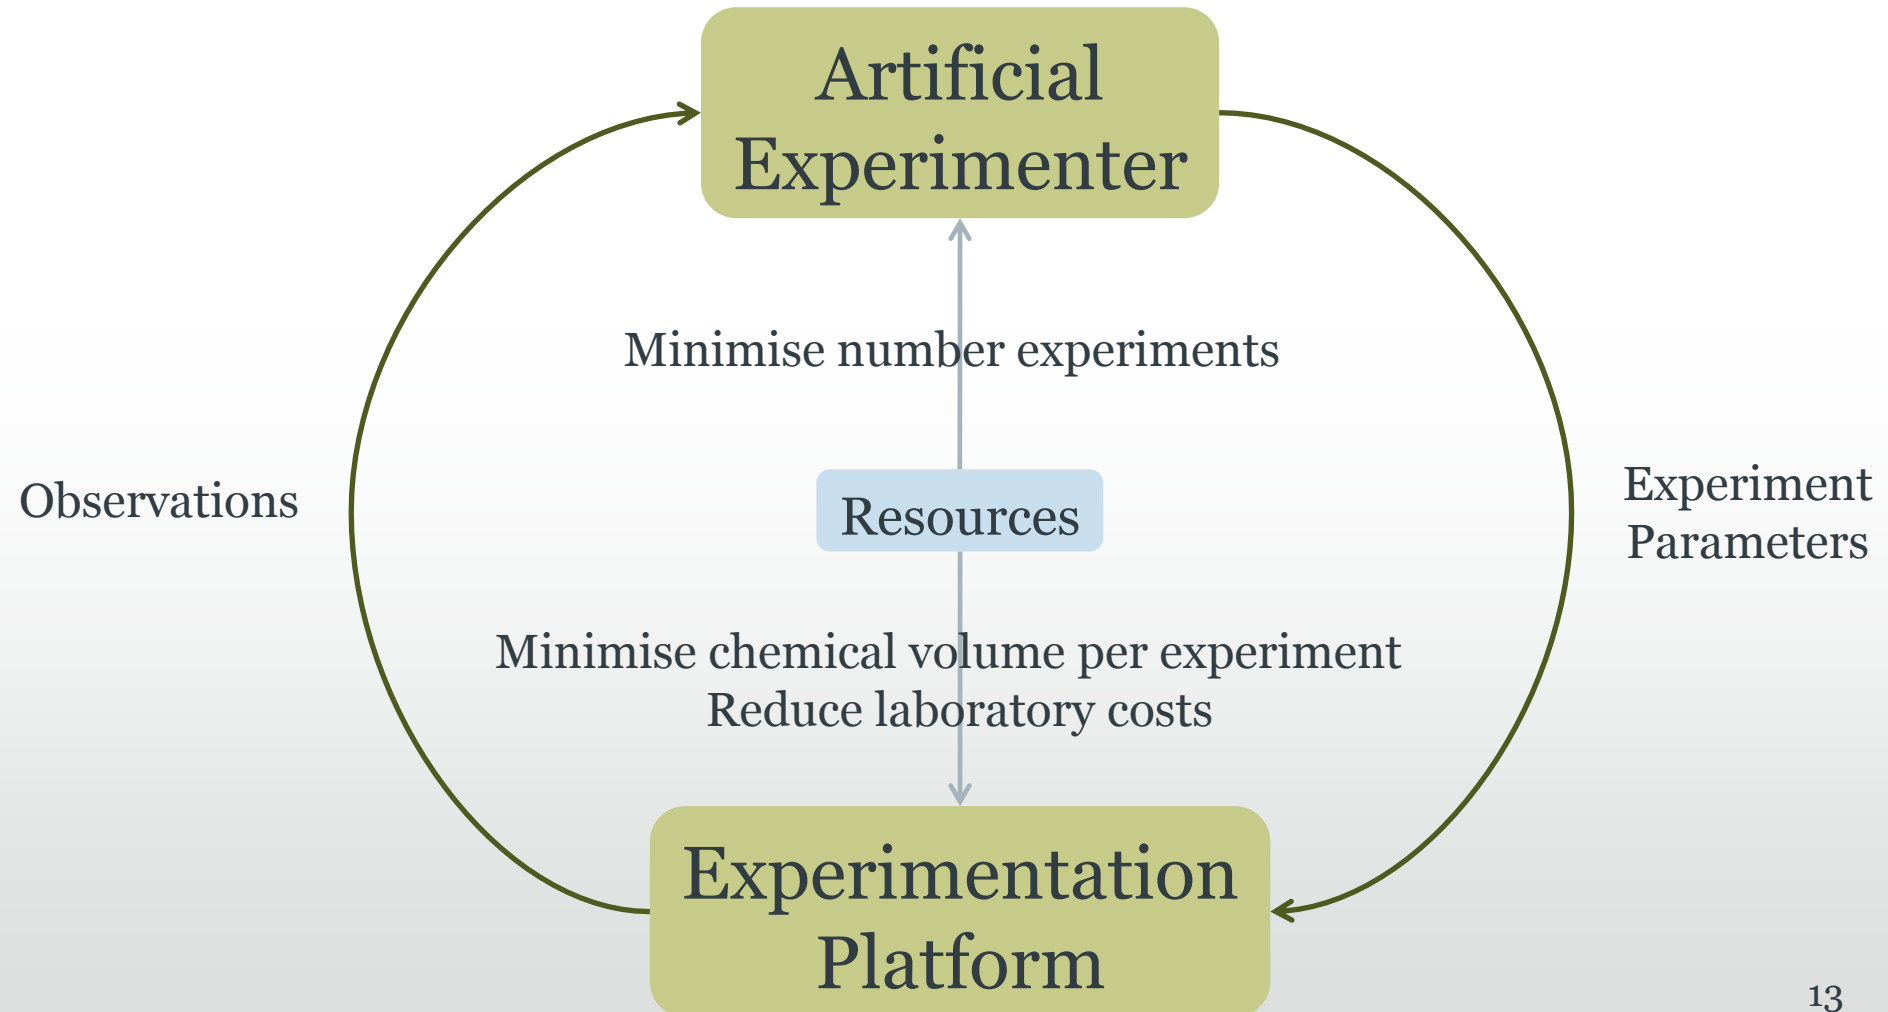 Artificial
Experimenter
Minimise number experiments
Observations
Resources
Experiment
Parameters
Minimise chemical volume per experiment
Reduce laboratory costs
Experimentation
Platform
13